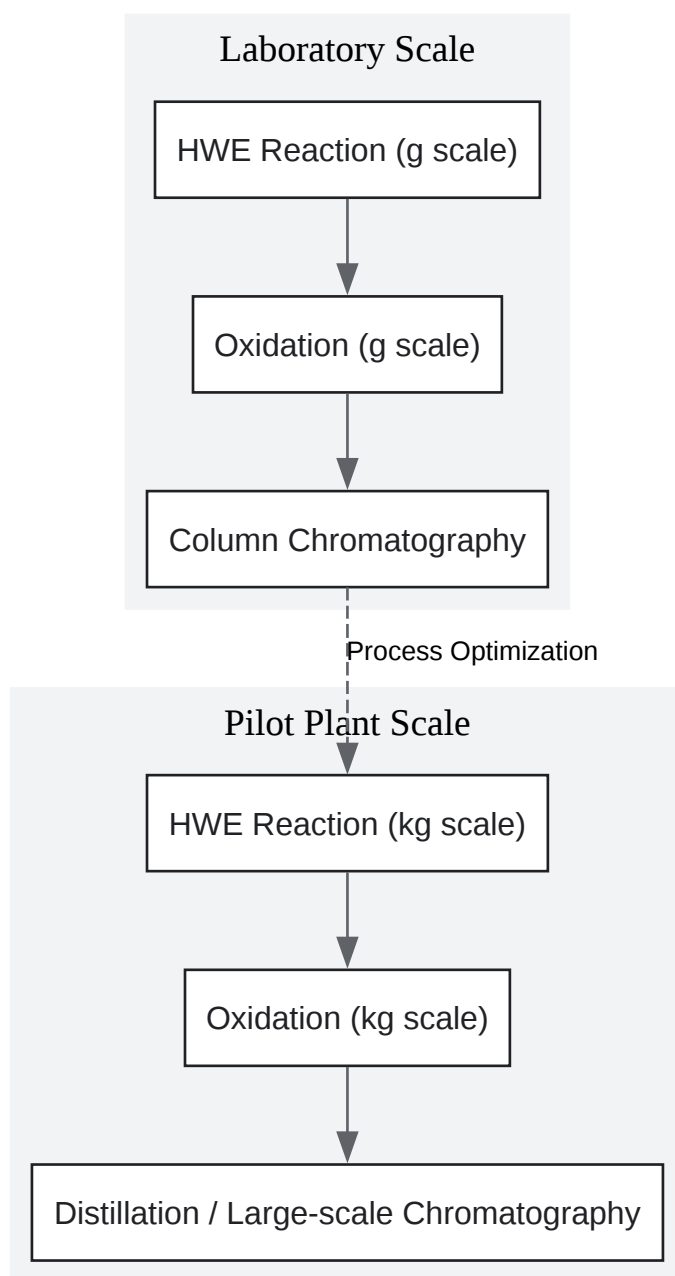 Laboratory Scale
HWE Reaction (g scale)
Oxidation (g scale)
Column Chromatography
Process Optimization
Pilot Plant Scale
HWE Reaction (kg scale)
Oxidation (kg scale)
Distillation / Large-scale Chromatography